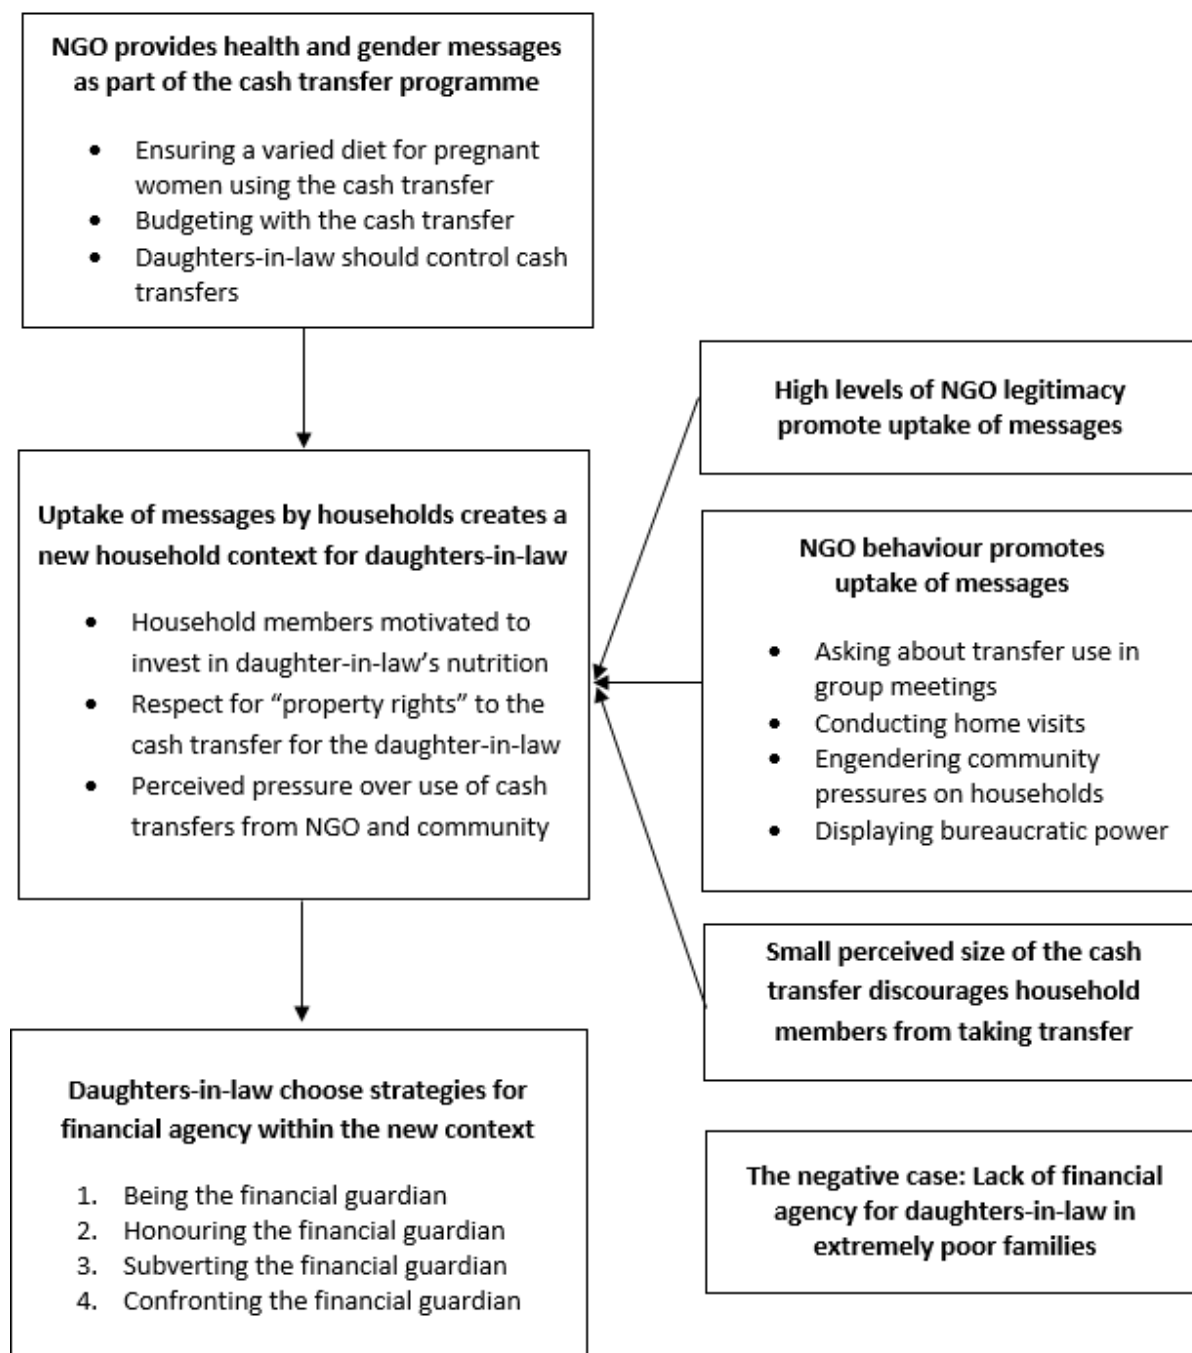 NGO provides health and gender messages
as part of the cash transfer programme
• Ensuring a varied diet for pregnant
women using the cash transfer
• Budgeting with the cash transfer
• Daughters-in-law should control cash
transfers
Uptake of messages by households creates a
new household context for daughters-in-law
• Household members motivated to
invest in daughter-in-law’s nutrition
• Respect for “property rights” to the
cash transfer for the daughter-in-law
• Perceived pressure over use of cash
transfers from NGO and community
Daughters-in-law choose strategies for
financial agency within the new context
1. Being the financial guardian
2. Honouring the financial guardian
3. Subverting the financial guardian
4. Confronting the financial guardian
High levels of NGO legitimacy
promote uptake of messages
NGO behaviour promotes
uptake of messages
• Asking about transfer use in
group meetings
• Conducting home visits
• Engendering community
pressures on households
• Displaying bureaucratic power
Small perceived size of the cash
transfer discourages household
members from taking transfer
The negative case: Lack of financial
agency for daughters-in-law in
extremely poor families